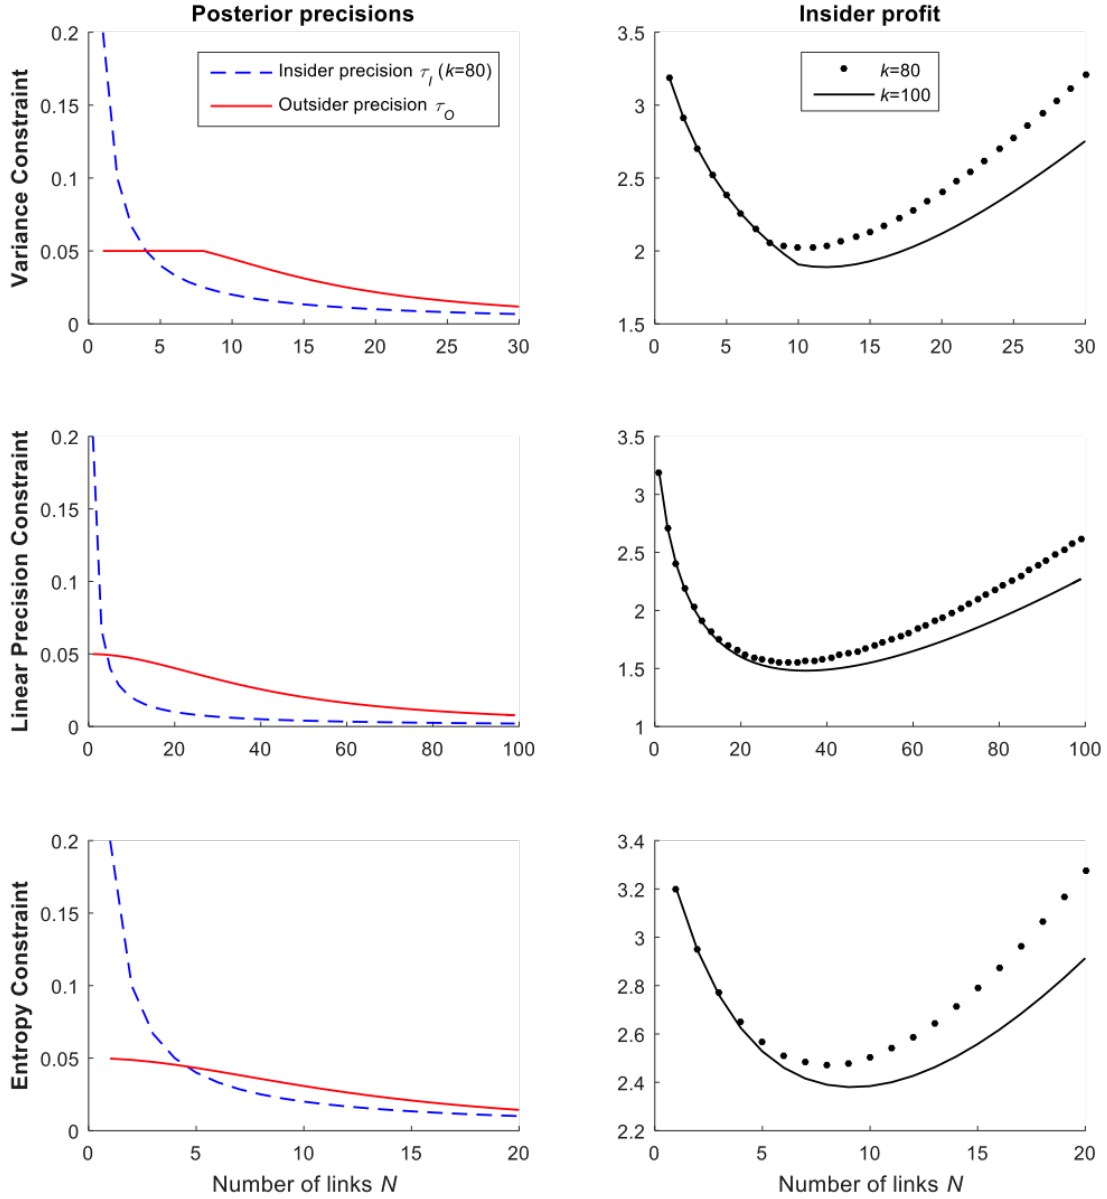 Posterior precisions
Insider profit
Variance Constraint
0.2
0.15
0.1
0.05
0
0 5 10 15 20 25 30
Insider precision τ_I (k=80)
Outsider precision τ_O
3.5
3
2.5
2
1.5
0 5 10 15 20 25 30
k=80
k=100
Linear Precision Constraint
0.2
0.15
0.1
0.05
0
0 20 40 60 80 100
3.5
3
2.5
2
1.5
1
0 20 40 60 80 100
Entropy Constraint
0.2
0.15
0.1
0.05
0
0 5 10 15 20
Number of links N
3.4
3.2
3
2.8
2.6
2.4
2.2
0 5 10 15 20
Number of links N